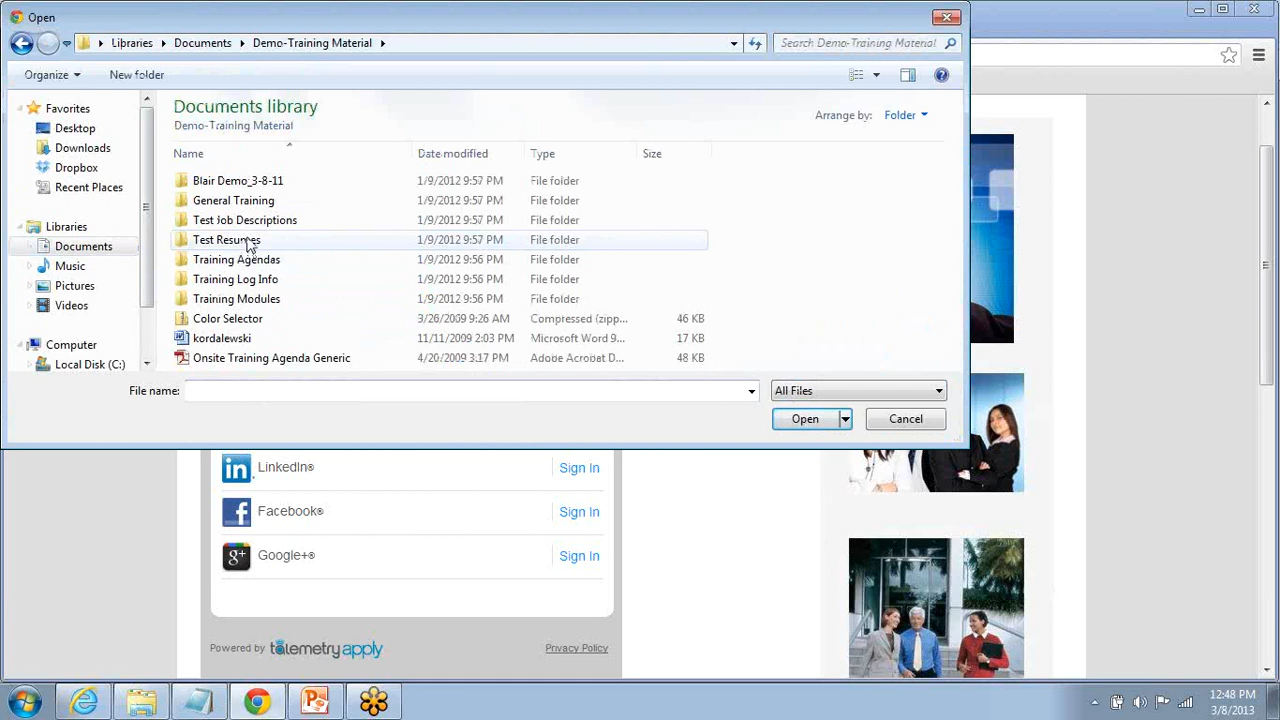 Open
Libraries Documents Demo-Training Material
Search Demo-Training Material
Organize New folder
Favorites
Desktop
Downloads
Dropbox
Recent Places
Libraries
Documents
Music
Pictures
Videos
Computer
Local Disk (C:)
Documents library
Demo-Training Material
Arrange by: Folder
Name Date modified Type Size
Blair Demo_3-8-11 1/9/2012 9:57 PM File folder
General Training 1/9/2012 9:57 PM File folder
Test Job Descriptions 1/9/2012 9:57 PM File folder
Test Resumes 1/9/2012 9:57 PM File folder
Training Agendas 1/9/2012 9:56 PM File folder
Training Log Info 1/9/2012 9:56 PM File folder
Training Modules 1/9/2012 9:56 PM File folder
Color Selector 3/26/2009 9:26 AM Compressed (zipp... 46 KB
kordalewski 11/11/2009 2:03 PM Microsoft Word 9... 17 KB
Onsite Training Agenda Generic 4/20/2009 3:17 PM Adobe Acrobat D... 48 KB
File name: All Files
Open Cancel
in LinkedIn® Sign In
f Facebook® Sign In
g+ Google+® Sign In
Powered by talemetry apply Privacy Policy
12:48 PM
3/8/2013